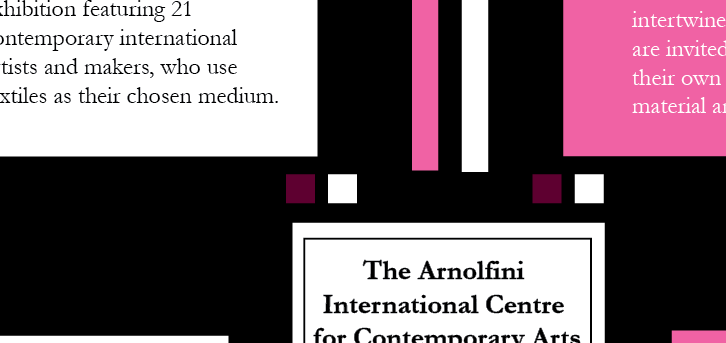 xhibition featuring 21
ontemporary international
tists and makers, who use
xtiles as their chosen medium.
intertwine
are invited
their own
material a
The Arnolfini
International Centre
for Contemporary Arts